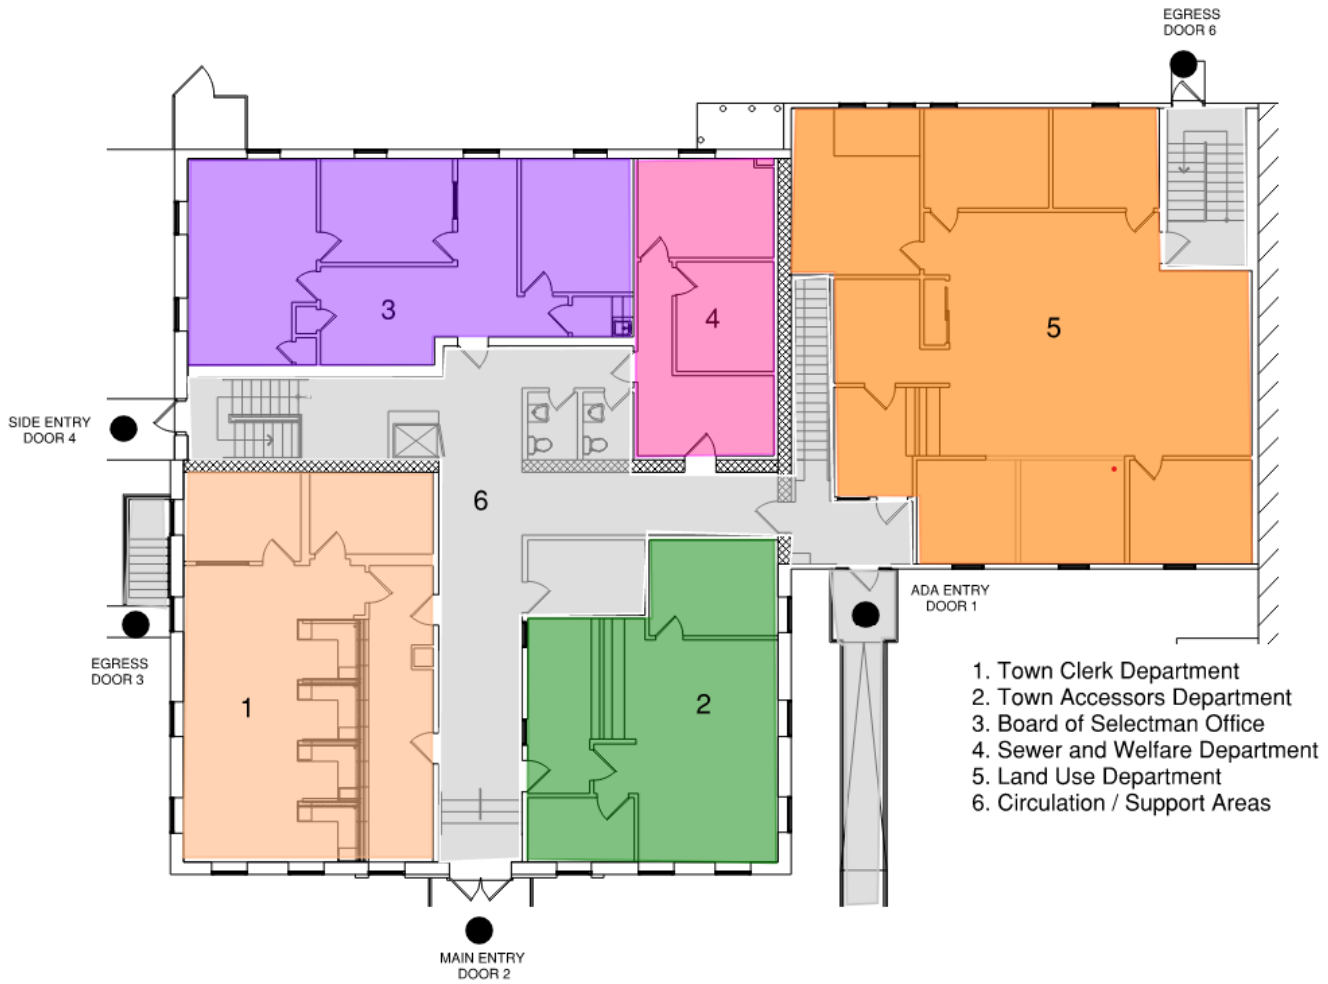 EGRESS
DOOR 6
3
4
5
SIDE ENTRY
DOOR 4
6
ADA ENTRY
DOOR 1
EGRESS
DOOR 3
1
2
1. Town Clerk Department
2. Town Accessors Department
3. Board of Selectman Office
4. Sewer and Welfare Department
5. Land Use Department
6. Circulation / Support Areas
MAIN ENTRY
DOOR 2